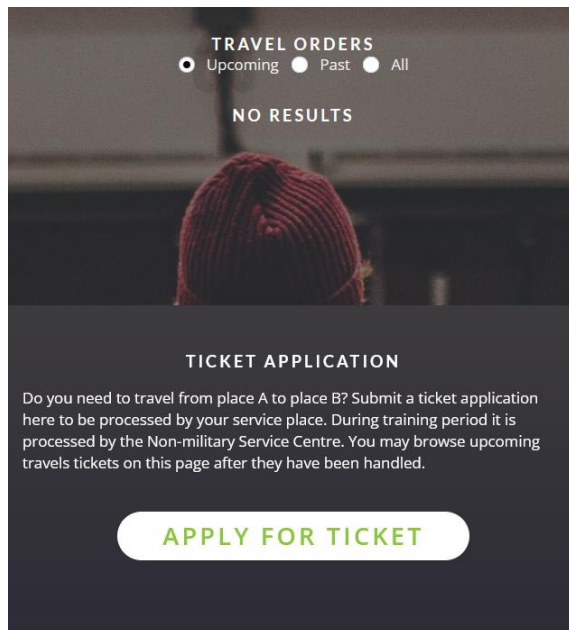 TRAVEL ORDERS
Upcoming Past All
NO RESULTS
TICKET APPLICATION
Do you need to travel from place A to place B? Submit a ticket application
here to be processed by your service place. During training period it is
processed by the Non-military Service Centre. You may browse upcoming
travels tickets on this page after they have been handled.
APPLY FOR TICKET